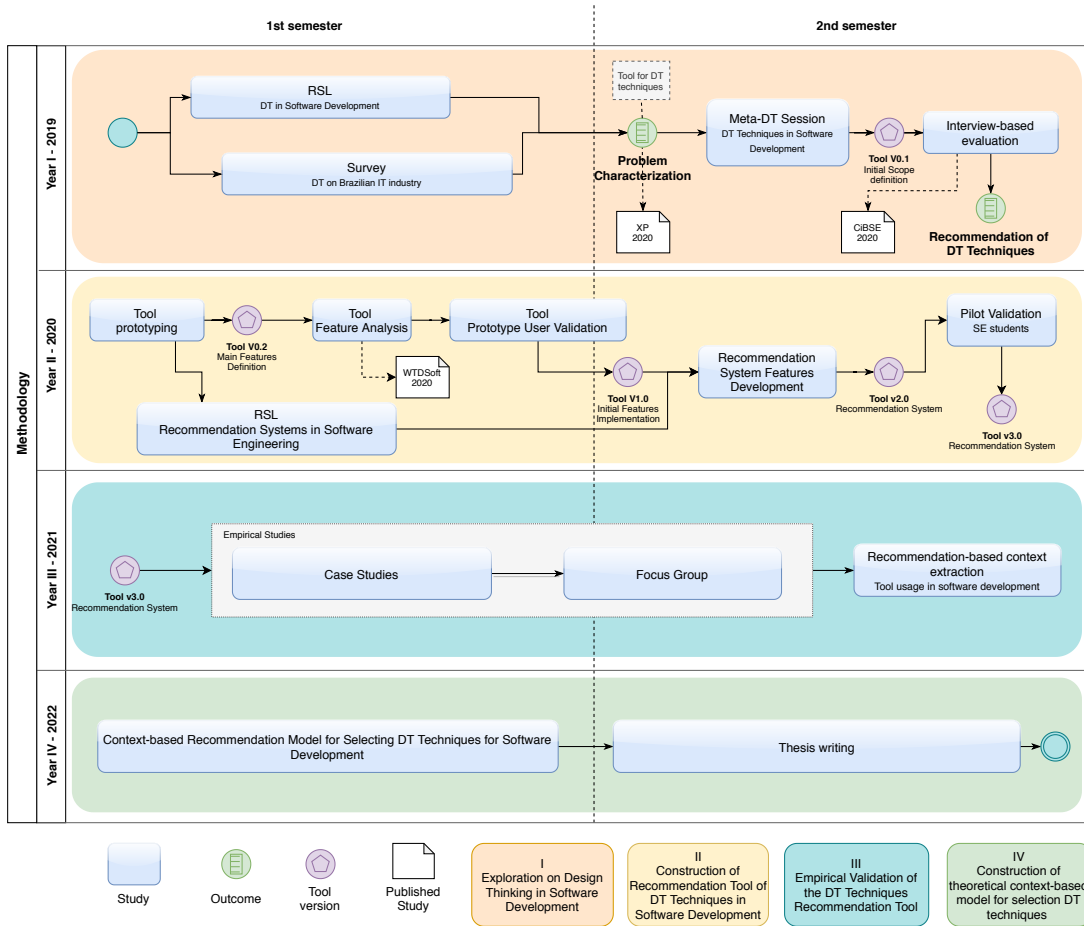 1st semester
2nd semester
Methodology
Year I - 2019
RSL
DT in Software Development
Survey
DT on Brazilian IT industry
Tool for DT
techniques
Problem
Characterization
XP
2020
Meta-DT Session
DT Techniques in Software
Development
Tool V0.1
Initial Scope
definition
CiBSE
2020
Interview-based
evaluation
Recommendation of
DT Techniques
Year II - 2020
Tool
prototyping
Tool V0.2
Main Features
Definition
Tool
Feature Analysis
WTDSoft
2020
Tool
Prototype User Validation
RSL
Recommendation Systems in Software
Engineering
Tool V1.0
Initial Features
Implementation
Recommendation
System Features
Development
Tool v2.0
Recommendation System
Pilot Validation
SE students
Tool v3.0
Recommendation System
Year III - 2021
Tool v3.0
Recommendation System
Empirical Studies
Case Studies
Focus Group
Recommendation-based context
extraction
Tool usage in software development
Year IV - 2022
Context-based Recommendation Model for Selecting DT Techniques for Software
Development
Thesis writing
Study
Outcome
Tool
version
Published
Study
I
Exploration on Design
Thinking in Software
Development
II
Construction of
Recommendation Tool of
DT Techniques in
Software Development
III
Empirical Validation of
the DT Techniques
Recommendation Tool
IV
Construction of
theoretical context-based
model for selection DT
techniques